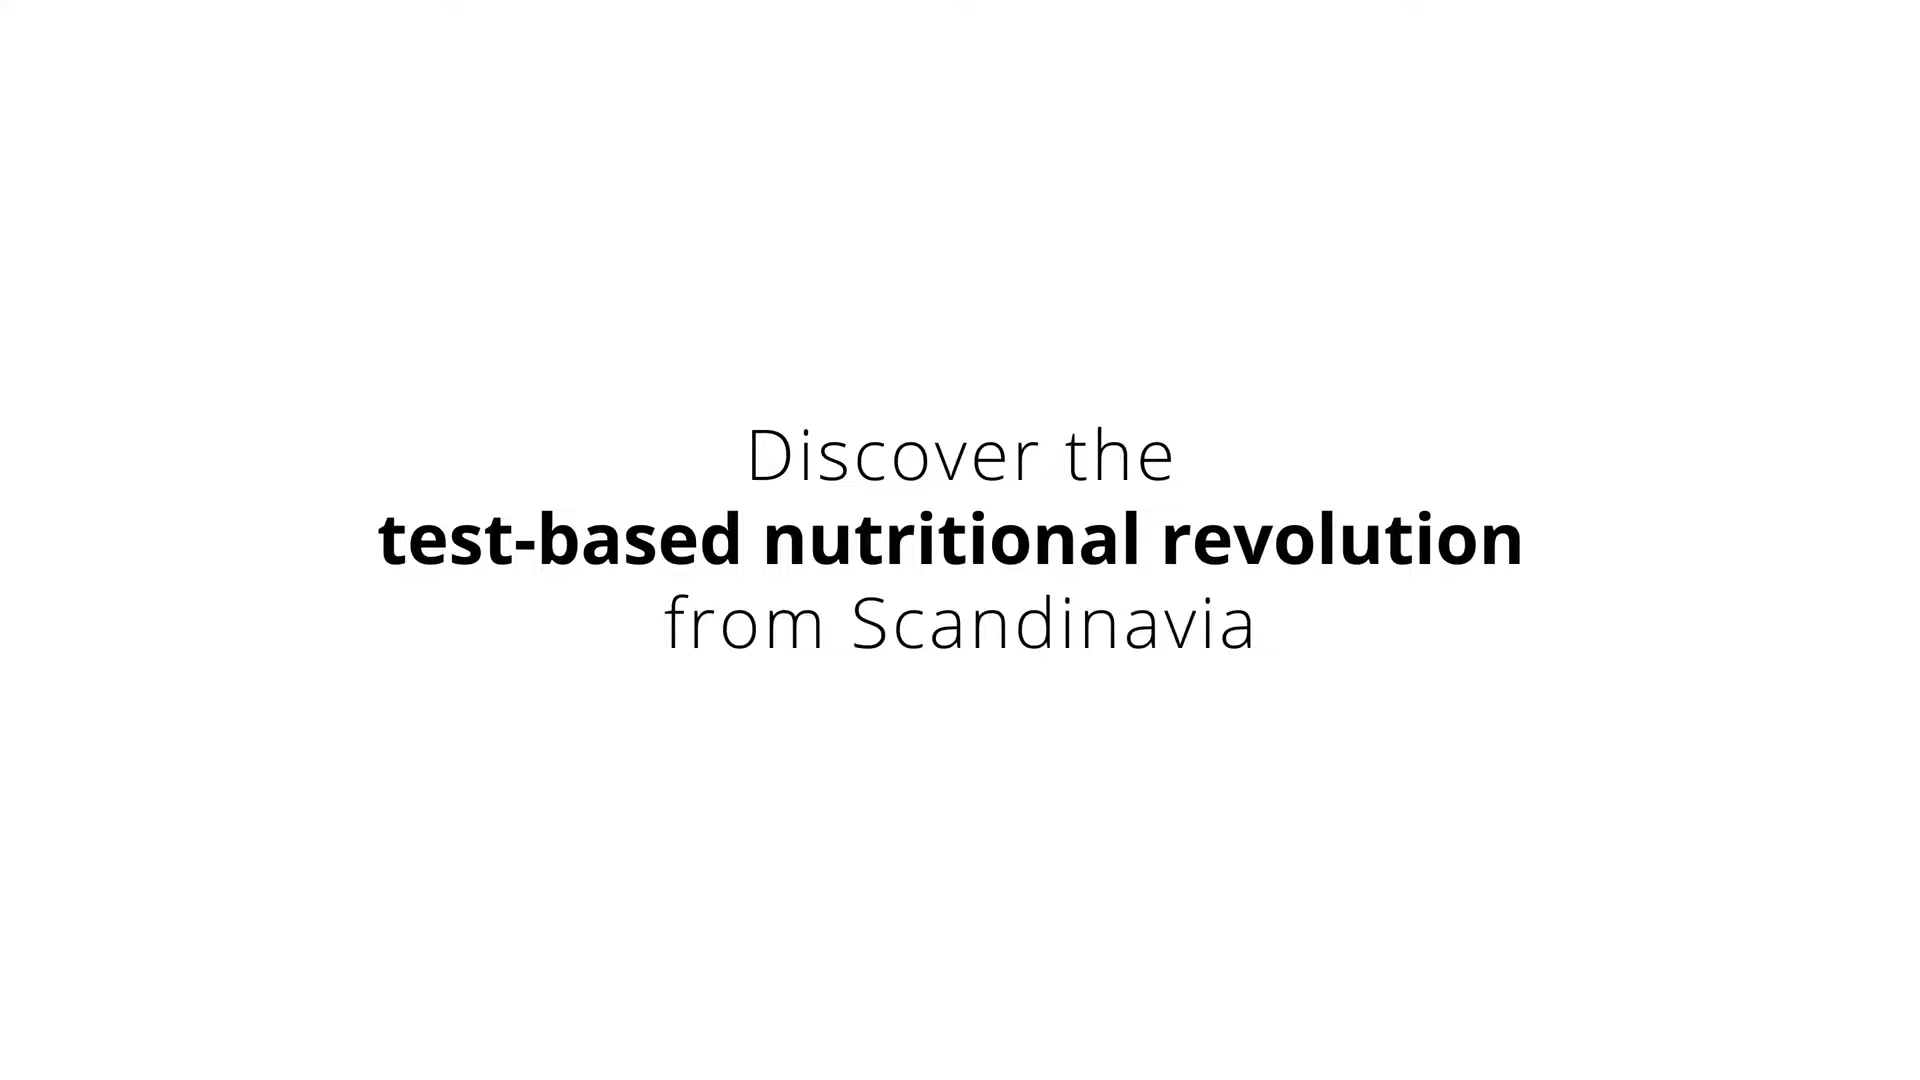 Discover the
test-based nutritional revolution
from Scandinavia